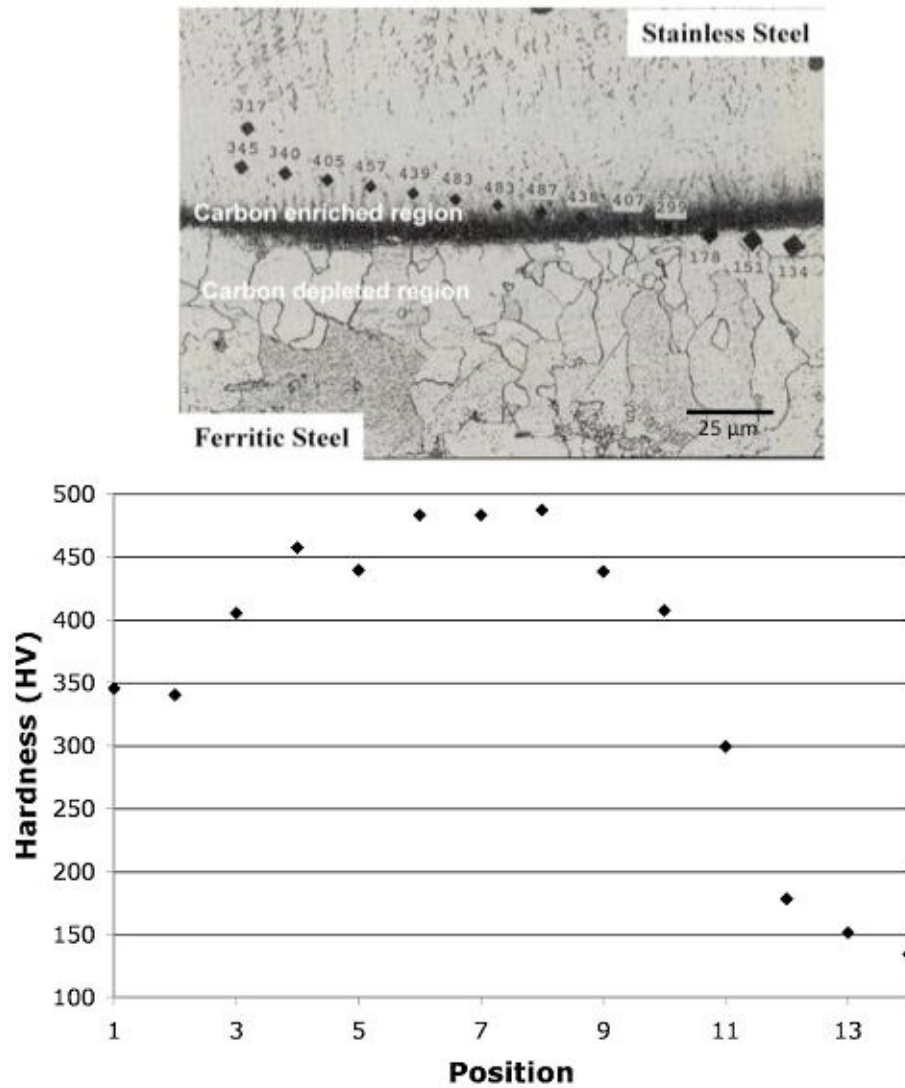 Stainless Steel
317
345 340 405 457 439 483 483 487 438 407 299
Carbon enriched region
178 151 134
Carbon depleted region
Ferritic Steel
25 µm
500
450
400
350
300
250
200
150
100
Hardness (HV)
1 3 5 7 9 11 13
Position